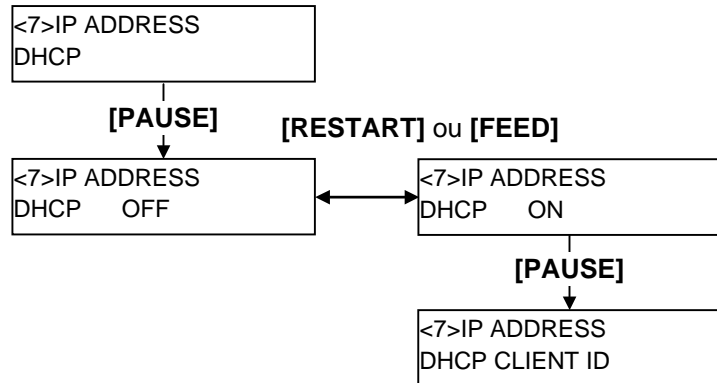 <7>IP ADDRESS
DHCP
[PAUSE]
[RESTART] ou [FEED]
<7>IP ADDRESS
DHCP OFF
<7>IP ADDRESS
DHCP ON
[PAUSE]
<7>IP ADDRESS
DHCP CLIENT ID